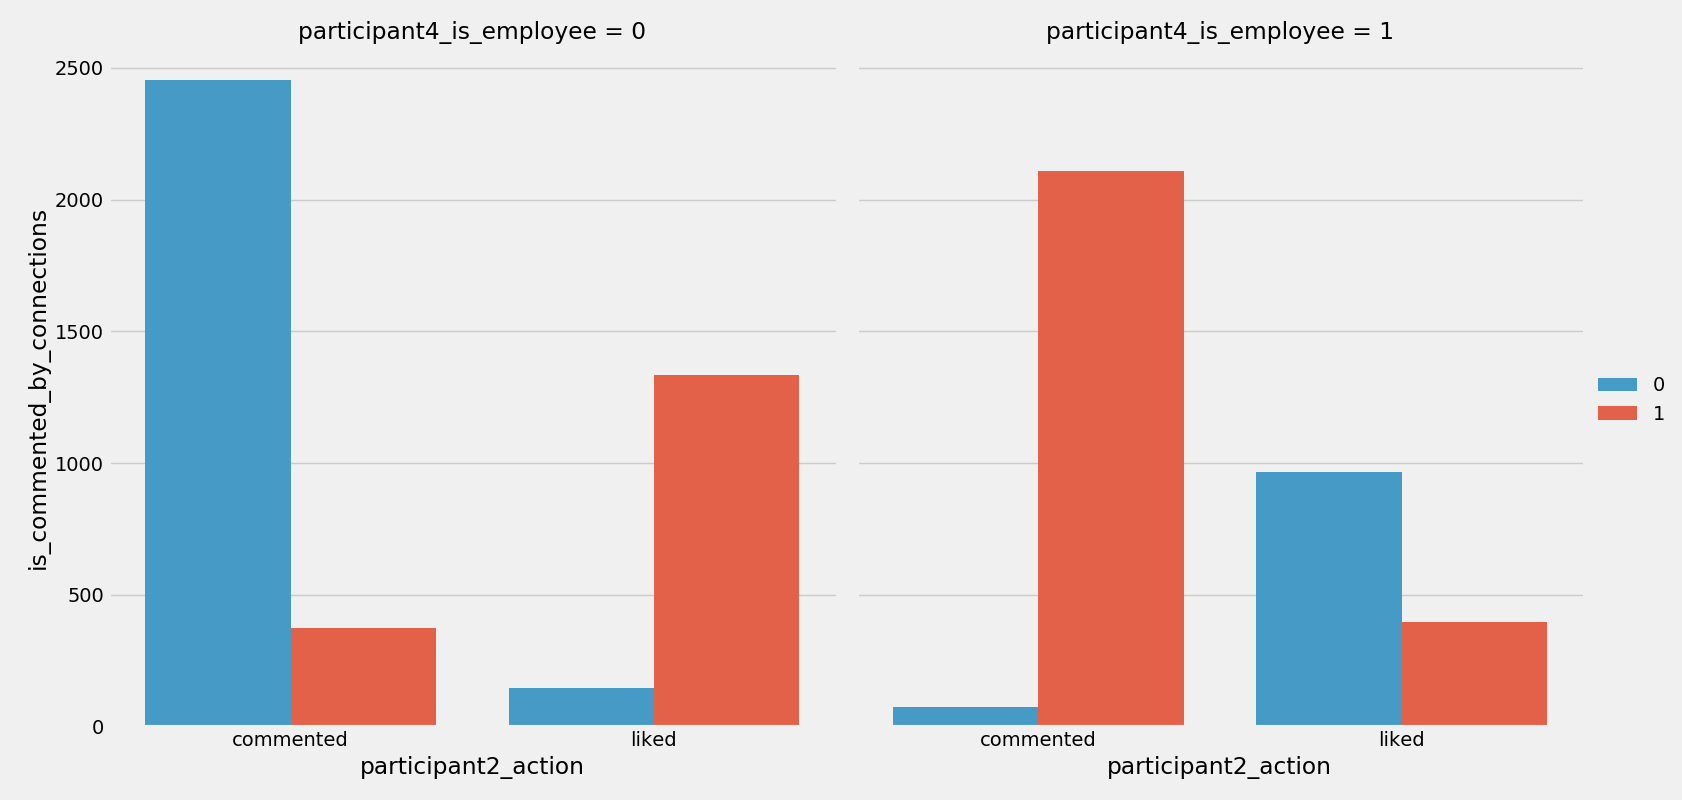 participant4_is_employee = 0
participant4_is_employee = 1
is_commented_by_connections
2500
2000
1500
1000
500
0
commented
liked
commented
liked
participant2_action
participant2_action
0
1